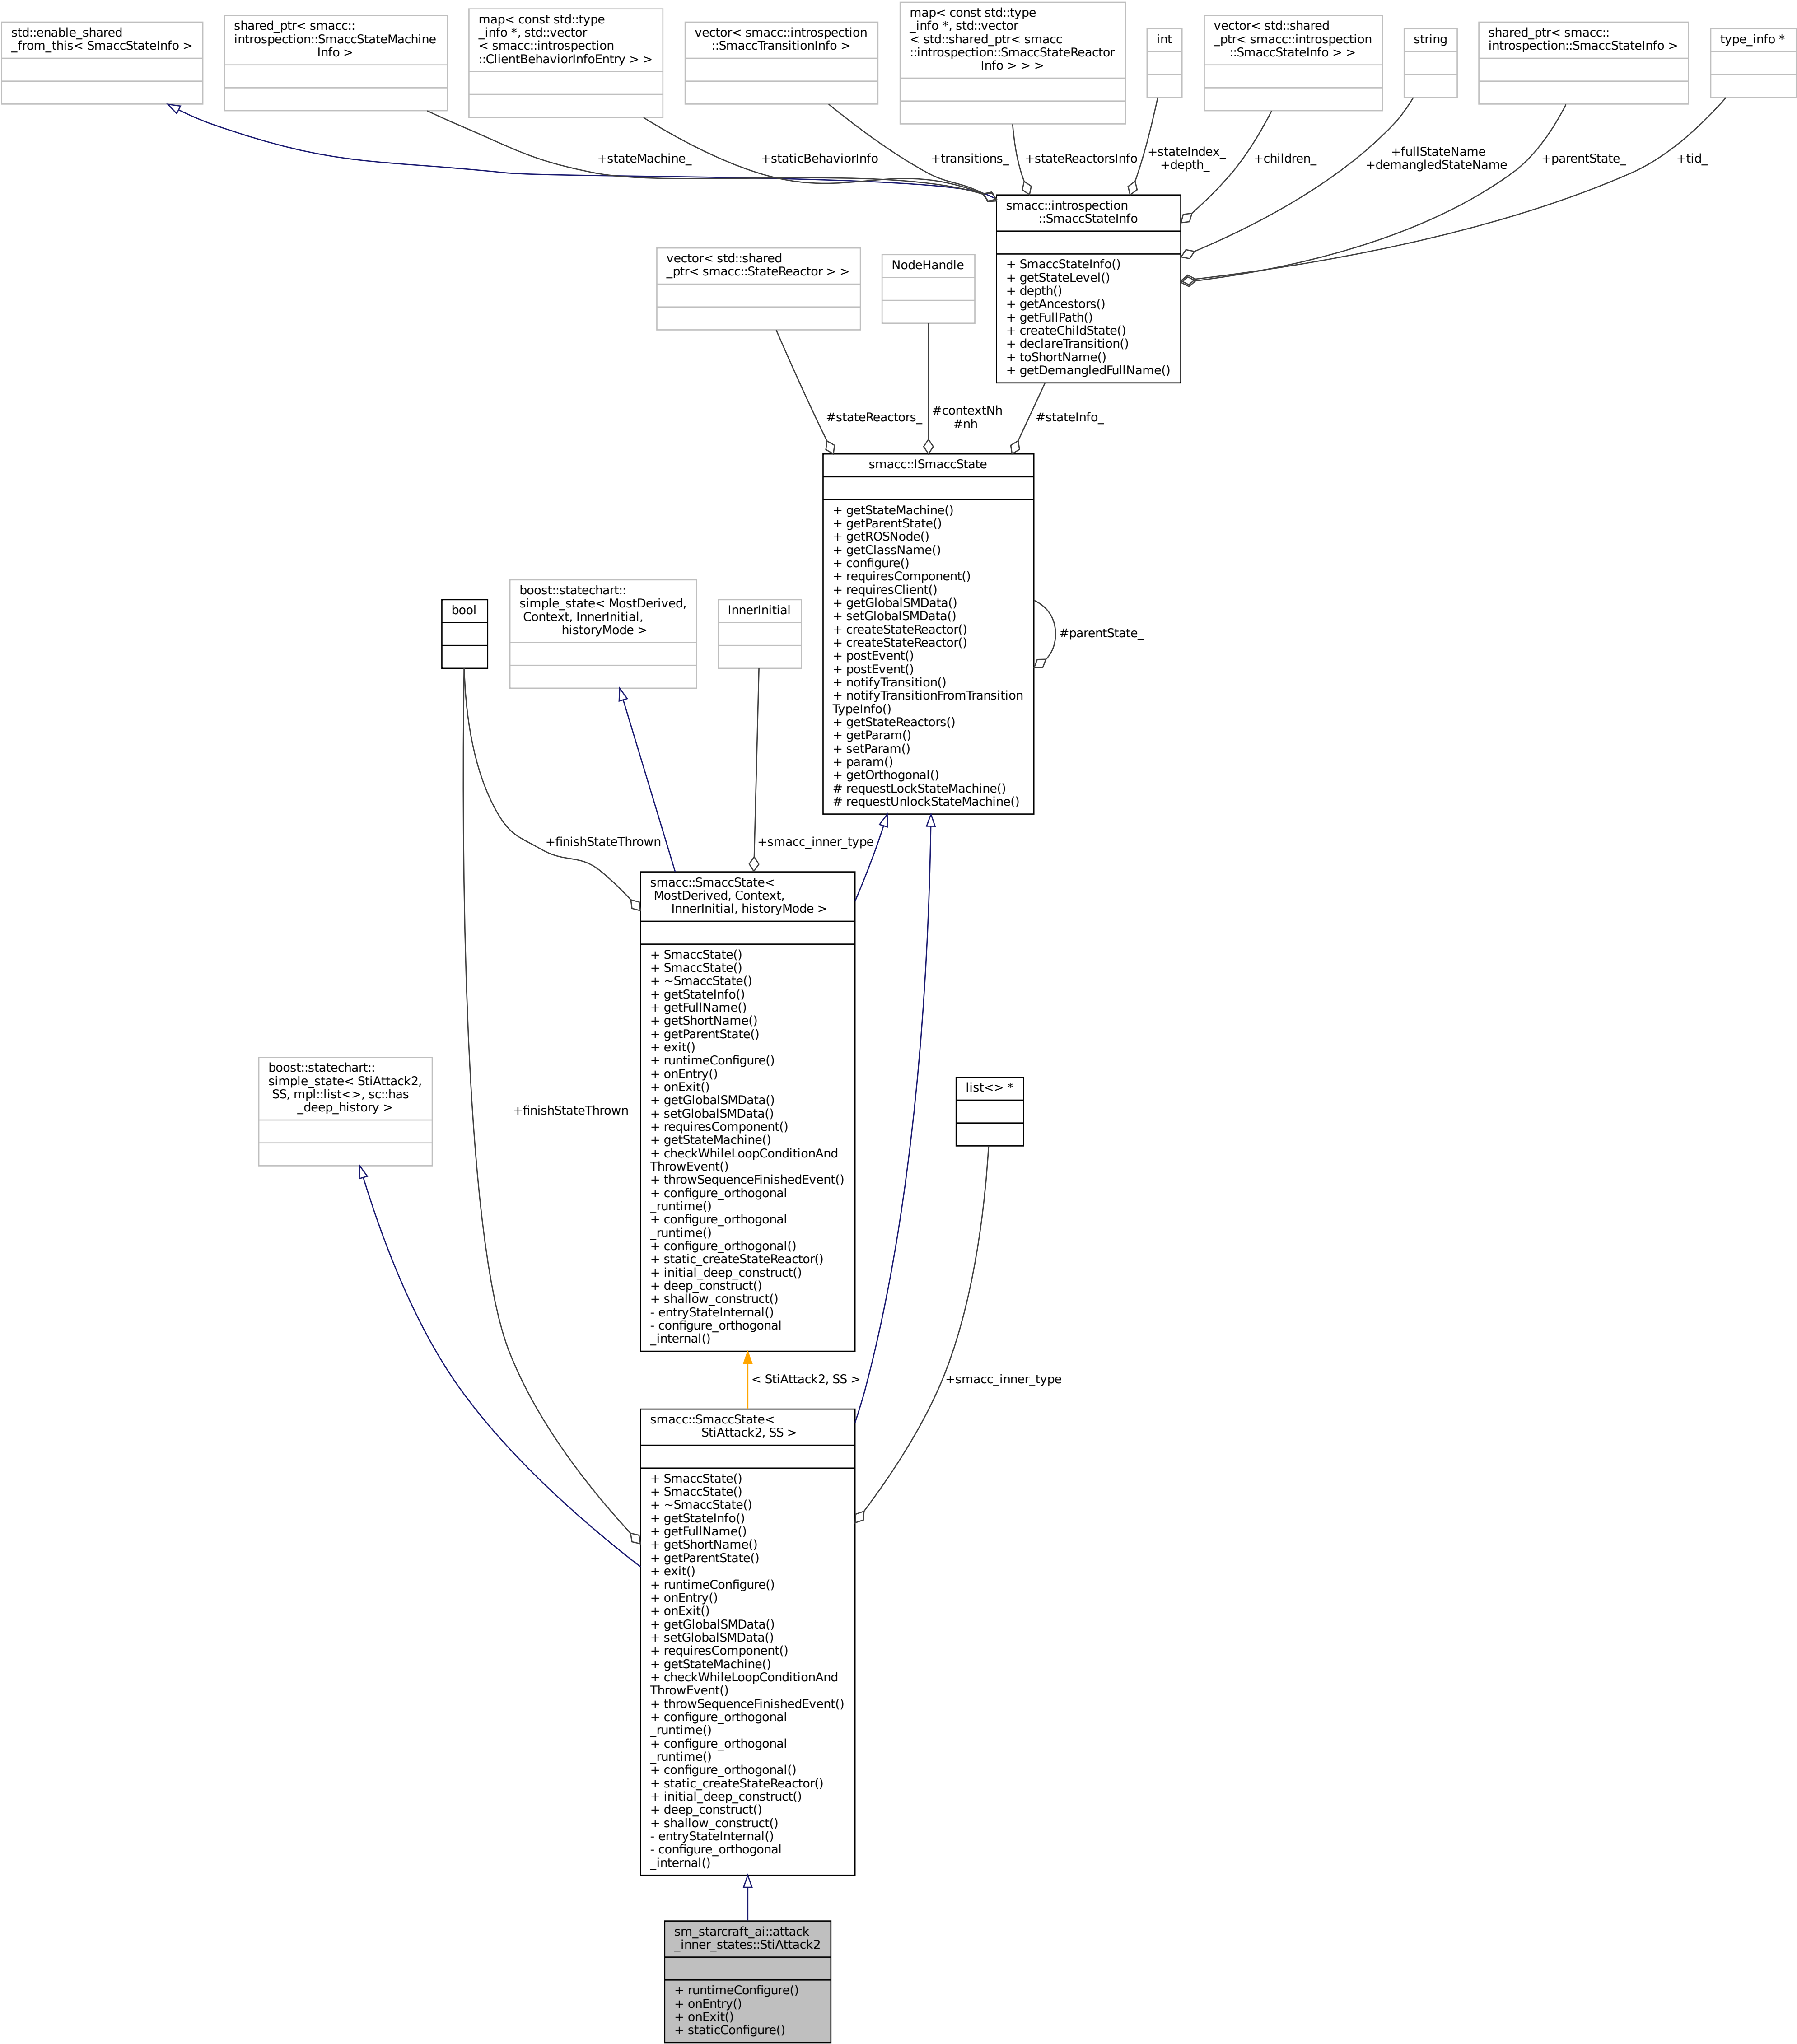 std::enable_shared
_from_this< SmaccStateInfo >
shared_ptr< smacc::
introspection::SmaccStateMachine
Info >
map< const std::type
_info *, std::vector
< smacc::introspection
::ClientBehaviorInfoEntry > >
vector< smacc::introspection
::SmaccTransitionInfo >
map< const std::type
_info *, std::vector
< std::shared_ptr< smacc
::introspection::SmaccStateReactor
Info > > >
int
vector< std::shared
_ptr< smacc::introspection
::SmaccStateInfo > >
string
shared_ptr< smacc::
introspection::SmaccStateInfo >
type_info *
+stateMachine_
+staticBehaviorInfo
+transitions_
+stateReactorsInfo
+stateIndex_
+depth_
+children_
+fullStateName
+demangledStateName
+parentState_
+tid_
smacc::introspection
::SmaccStateInfo
+ SmaccStateInfo()
+ getStateLevel()
+ depth()
+ getAncestors()
+ getFullPath()
+ createChildState()
+ declareTransition()
+ toShortName()
+ getDemangledFullName()
vector< std::shared
_ptr< smacc::StateReactor > >
NodeHandle
#stateReactors_
#contextNh
#nh
#stateInfo_
smacc::ISmaccState
+ getStateMachine()
+ getParentState()
+ getROSNode()
+ getClassName()
+ configure()
+ requiresComponent()
+ requiresClient()
+ getGlobalSMData()
+ setGlobalSMData()
+ createStateReactor()
+ createStateReactor()
+ postEvent()
+ postEvent()
+ notifyTransition()
+ notifyTransitionFromTransition
TypeInfo()
+ getStateReactors()
+ getParam()
+ setParam()
+ param()
+ getOrthogonal()
# requestLockStateMachine()
# requestUnlockStateMachine()
#parentState_
bool
boost::statechart::
simple_state< MostDerived,
Context, InnerInitial,
historyMode >
InnerInitial
+finishStateThrown
+smacc_inner_type
smacc::SmaccState<
MostDerived, Context,
InnerInitial, historyMode >
+ SmaccState()
+ SmaccState()
+ ~SmaccState()
+ getStateInfo()
+ getFullName()
+ getShortName()
+ getParentState()
+ exit()
+ runtimeConfigure()
+ onEntry()
+ onExit()
+ getGlobalSMData()
+ setGlobalSMData()
+ requiresComponent()
+ getStateMachine()
+ checkWhileLoopConditionAnd
ThrowEvent()
+ throwSequenceFinishedEvent()
+ configure_orthogonal
_runtime()
+ configure_orthogonal
_runtime()
+ configure_orthogonal()
+ static_createStateReactor()
+ initial_deep_construct()
+ deep_construct()
+ shallow_construct()
- entryStateInternal()
- configure_orthogonal
_internal()
boost::statechart::
simple_state< StiAttack2,
SS, mpl::list<>, sc::has
_deep_history >
+finishStateThrown
list<> *
< StiAttack2, SS >
+smacc_inner_type
smacc::SmaccState<
StiAttack2, SS >
+ SmaccState()
+ SmaccState()
+ ~SmaccState()
+ getStateInfo()
+ getFullName()
+ getShortName()
+ getParentState()
+ exit()
+ runtimeConfigure()
+ onEntry()
+ onExit()
+ getGlobalSMData()
+ setGlobalSMData()
+ requiresComponent()
+ getStateMachine()
+ checkWhileLoopConditionAnd
ThrowEvent()
+ throwSequenceFinishedEvent()
+ configure_orthogonal
_runtime()
+ configure_orthogonal
_runtime()
+ configure_orthogonal()
+ static_createStateReactor()
+ initial_deep_construct()
+ deep_construct()
+ shallow_construct()
- entryStateInternal()
- configure_orthogonal
_internal()
sm_starcraft_ai::attack
_inner_states::StiAttack2
+ runtimeConfigure()
+ onEntry()
+ onExit()
+ staticConfigure()